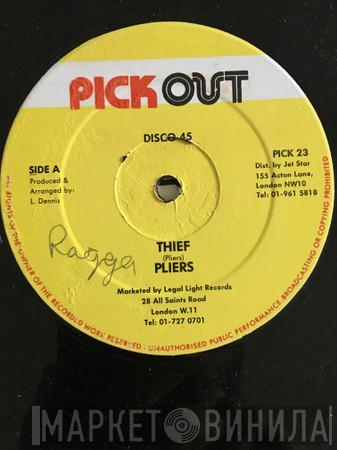 PICK OUT
DISCO 45
SIDE A
Produced &
Arranged by:
L. Dennis
PICK 23
Dist. by Jet Star
155 Acton Lane,
London NW10
Tel: 01-961 5818
Ragga
THIEF
(Pliers)
PLIERS
Marketed by Legal Light Records
28 All Saints Road
London W.11
Tel: 01-727 0701
OF THE OWNER OF THE RECORDED WORK RESERVED · UNAUTHORISED PUBLIC PERFORMANCE, BROADCASTING OR COPYING PROHIBITED
МАРКЕТ ВИНИЛА